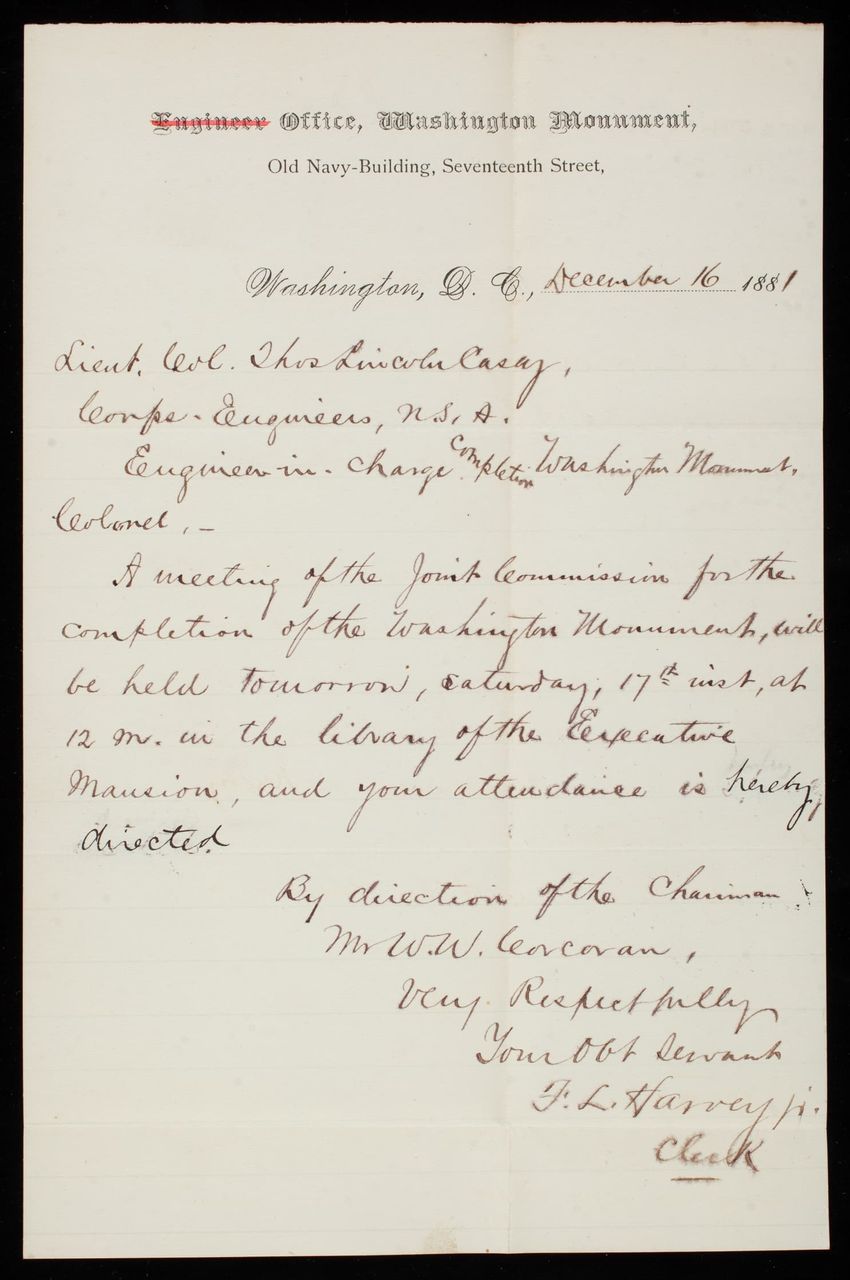 Engineer Office, Washington Monument,
Old Navy-Building, Seventeenth Street,
Washington, D. C., December 16 1881
Lieut. Col. Thos Lincoln Casey,
Corps. Engineers, U.S.A.
Engineer-in-Charge Completion Washington Monument.
Colonel, –
A meeting of the Joint Commission for the
completion of the Washington Monument, will
be held tomorrow, Saturday, 17th inst, at
12 m. in the library of the Executive
Mansion, and your attendance is hereby,
directed.
By direction of the Chairman
Mr W.W. Corcoran,
Very Respectfully
Your Obt Servant
F. L. Harvey jr.
Clerk